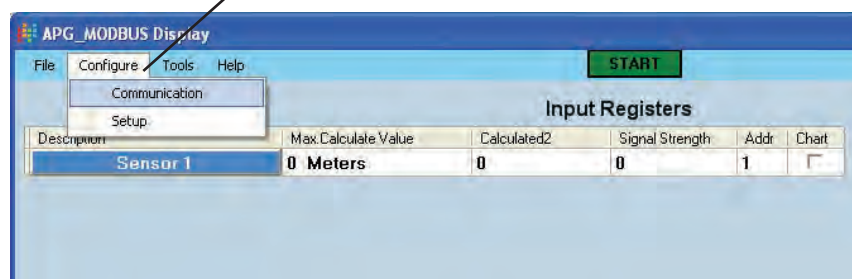 APG_MODBUS Display
File Configure Tools Help START
Communication
Setup
Input Registers
Description Max.Calculate Value Calculated2 Signal Strength Addr Chart
Sensor 1 0 Meters 0 0 1